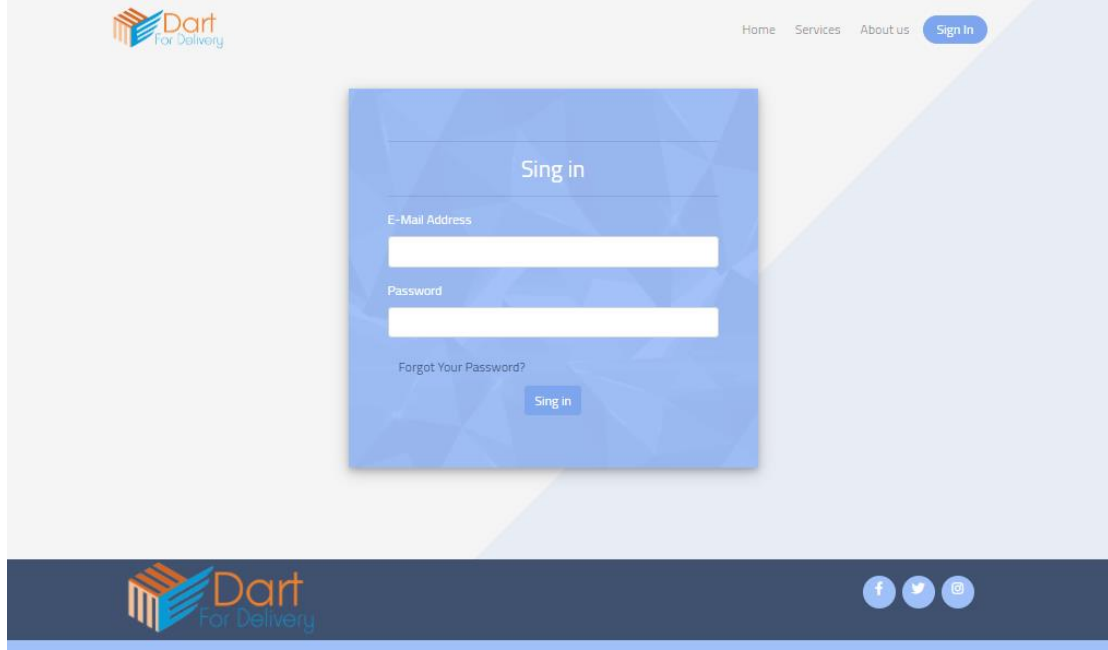 Dart
For Delivery
Home Services About us Sign In
Sing in
E-Mail Address
Password
Forgot Your Password?
Sing in
Dart
For Delivery